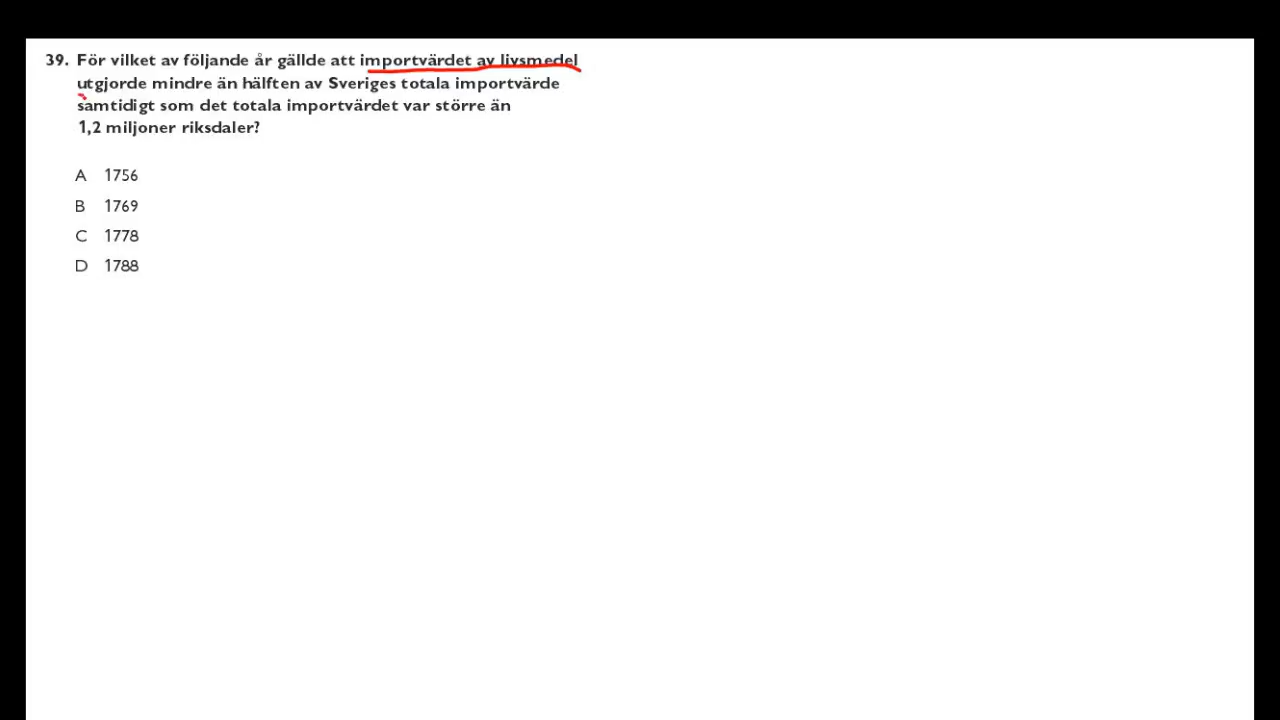 39. För vilket av följande år gällde att importvärdet av livsmedel
utgjorde mindre än hälften av Sveriges totala importvärde
samtidigt som det totala importvärdet var större än
1,2 miljoner riksdaler?
A 1756
B 1769
C 1778
D 1788